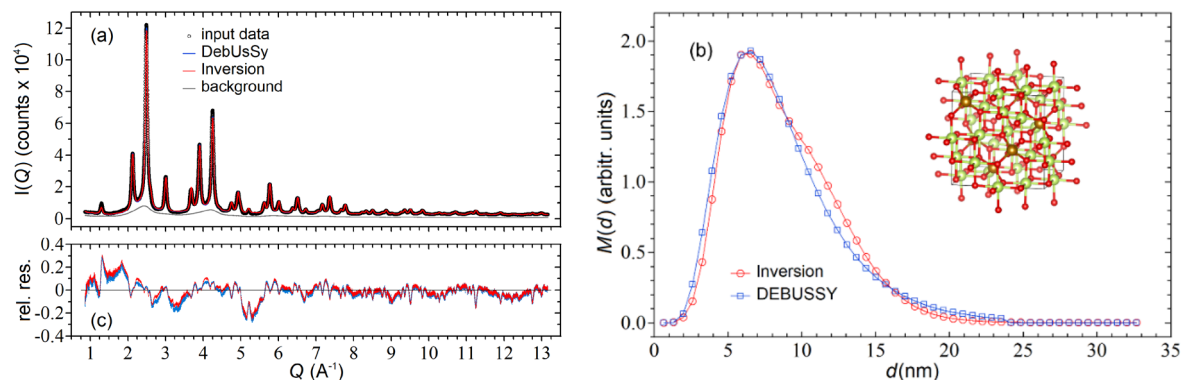 (a)
input data
DebUsSy
Inversion
background
I(Q) (counts x 10⁴)
12
10
8
6
4
2
0
(c)
rel. res.
0.4
0.2
0
-0.2
-0.4
1 2 3 4 5 6 7 8 9 10 11 12 13
Q (A⁻¹)
(b)
M(d) (arbitr. units)
2.0
1.5
1.0
0.5
0.0
Inversion
DEBUSSY
0 5 10 15 20 25 30 35
d(nm)